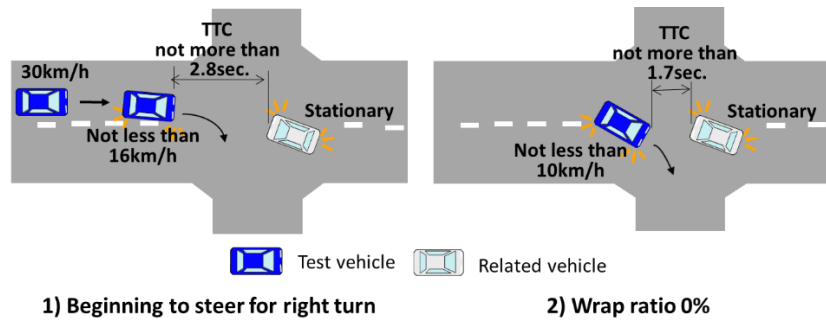 TTC
not more than
2.8sec.
30km/h
Stationary
Not less than
16km/h
TTC
not more than
1.7sec.
Stationary
Not less than
10km/h
Test vehicle
Related vehicle
1) Beginning to steer for right turn
2) Wrap ratio 0%